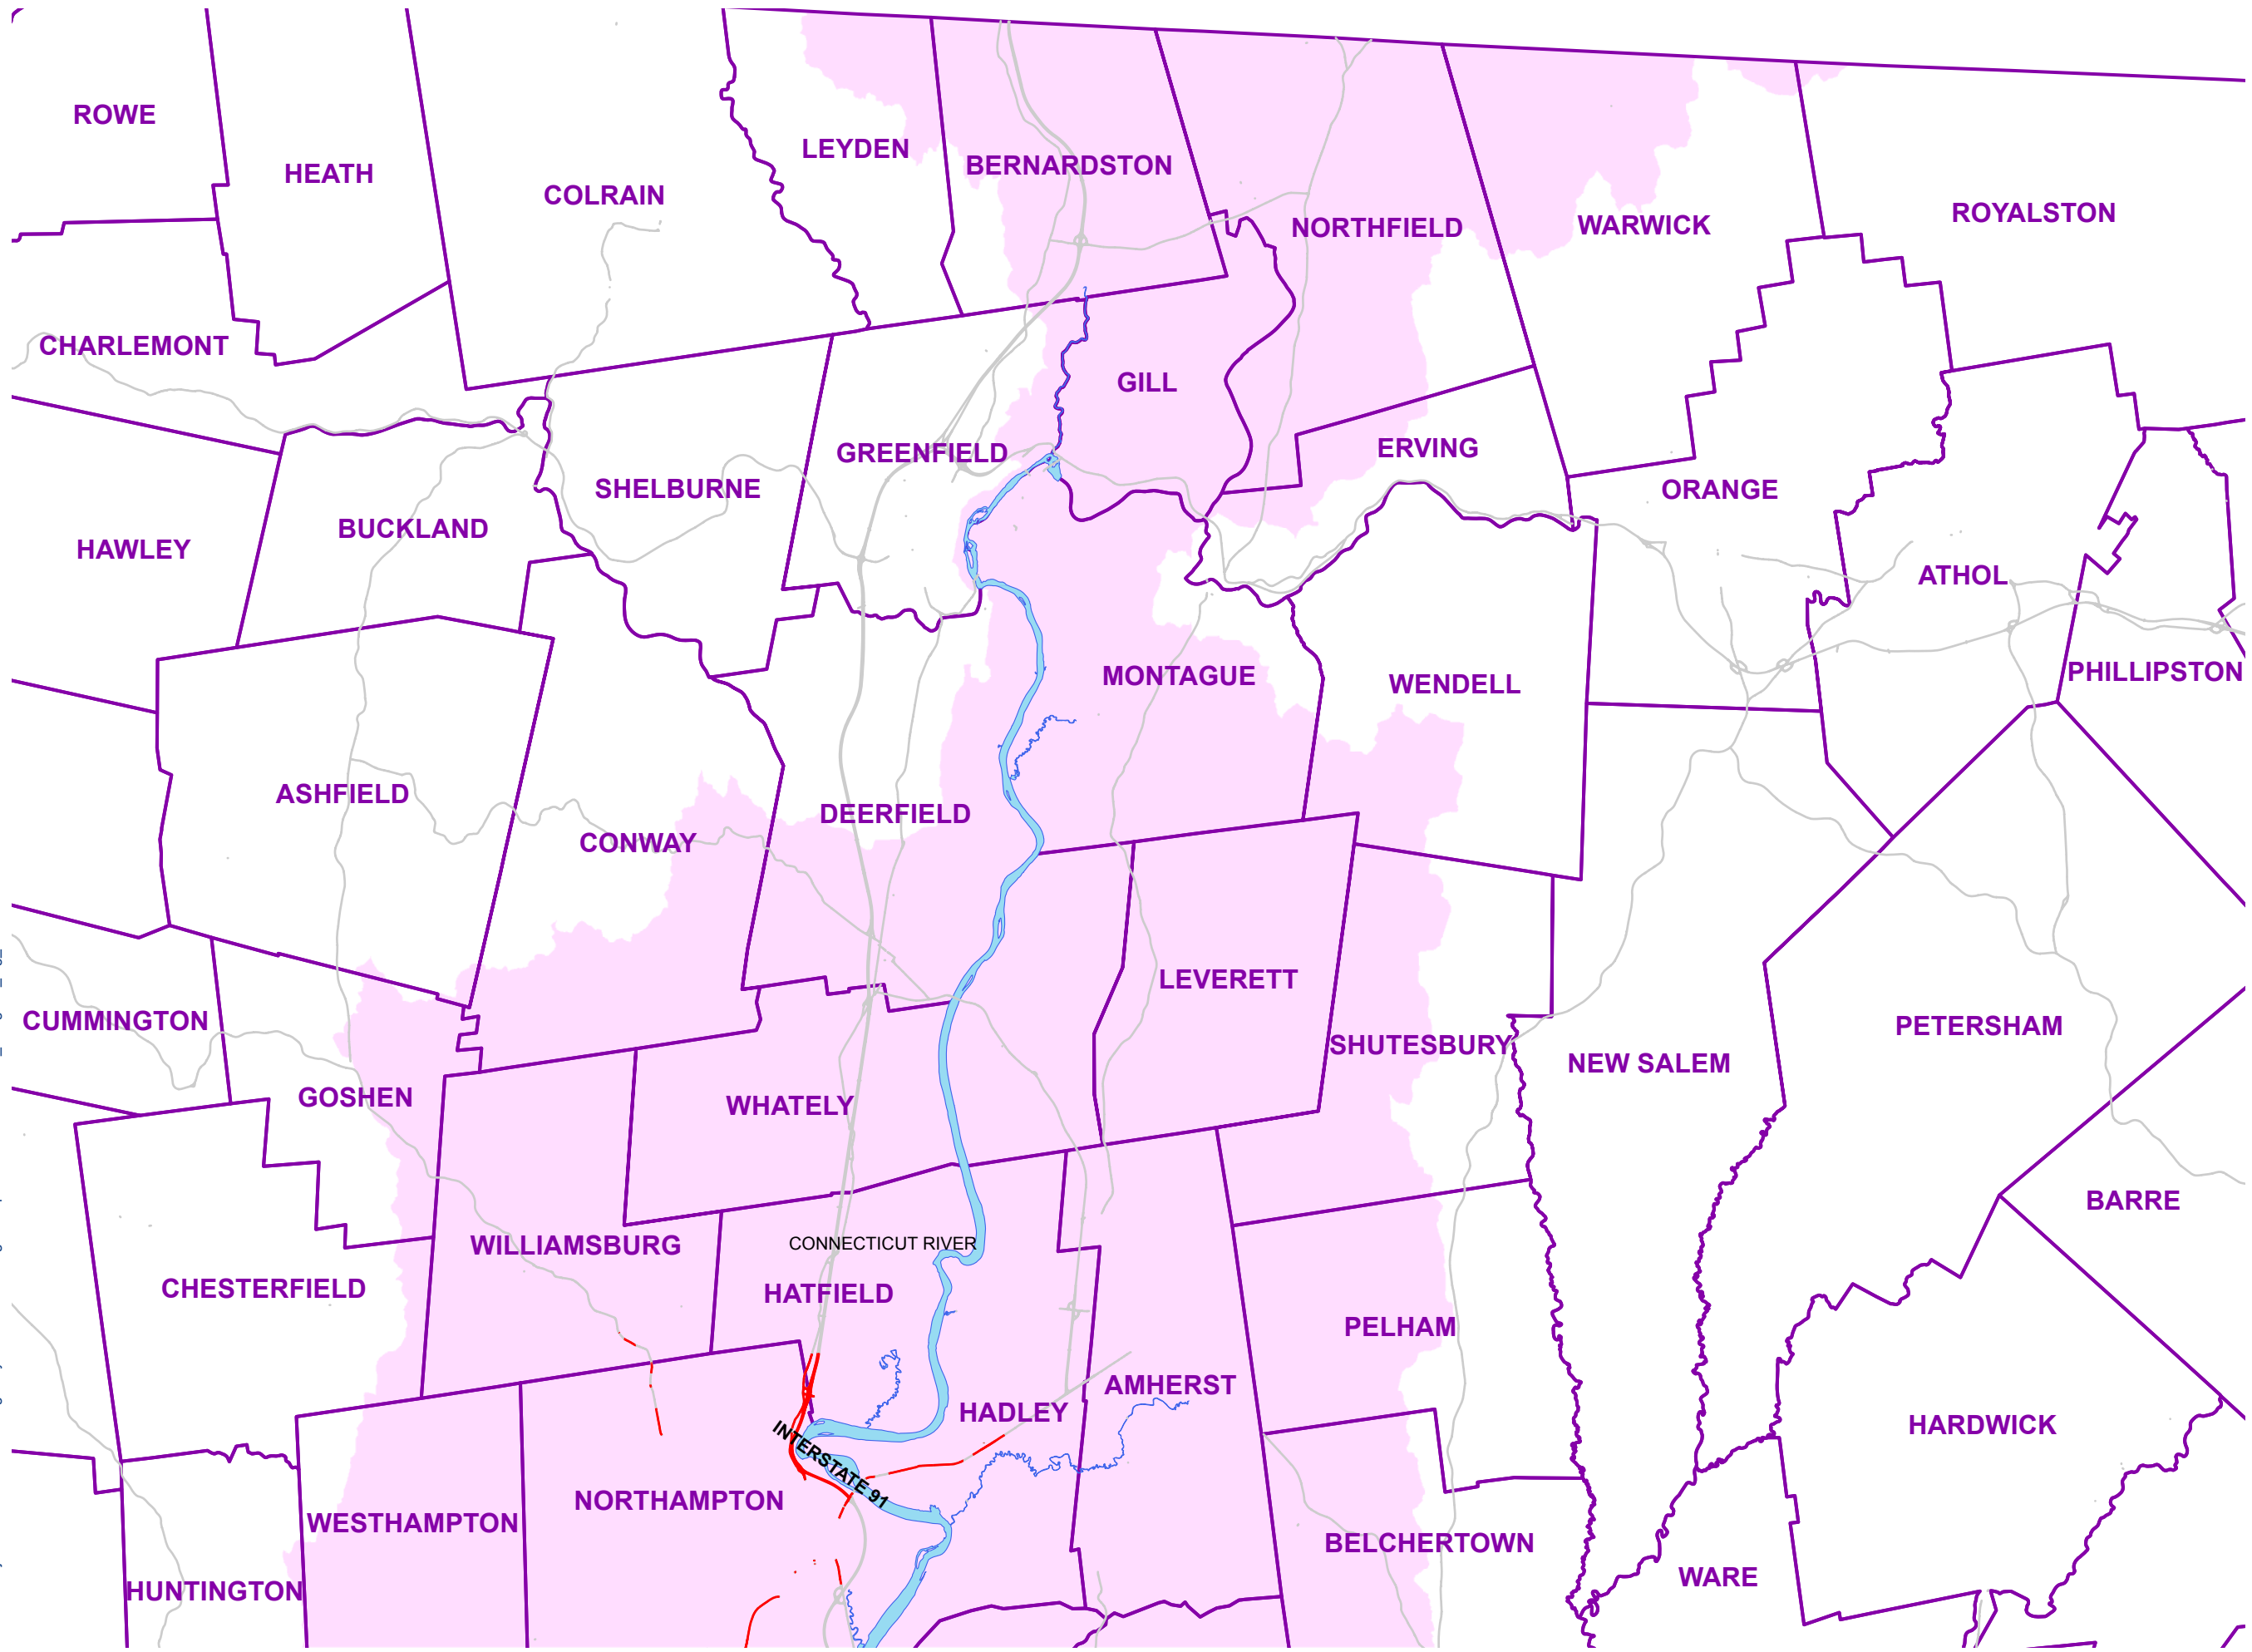 ROWE
LEYDEN
BERNARDSTON
HEATH
COLRAIN
ROYALSTON
NORTHFIELD
WARWICK
CHARLEMONT
GILL
GREENFIELD
ERVING
SHELBURNE
ORANGE
BUCKLAND
HAWLEY
ATHOL
PHILLIPSTON
MONTAGUE
WENDELL
ASHFIELD
DEERFIELD
CONWAY
LEVERETT
CUMMINGTON
PETERSHAM
SHUTESBURY
NEW SALEM
GOSHEN
WHATELY
BARRE
WILLIAMSBURG
CONNECTICUT RIVER
CHESTERFIELD
HATFIELD
PELHAM
AMHERST
HADLEY
HARDWICK
INTERSTATE 91
NORTHAMPTON
WESTHAMPTON
BELCHERTOWN
WARE
HUNTINGTON